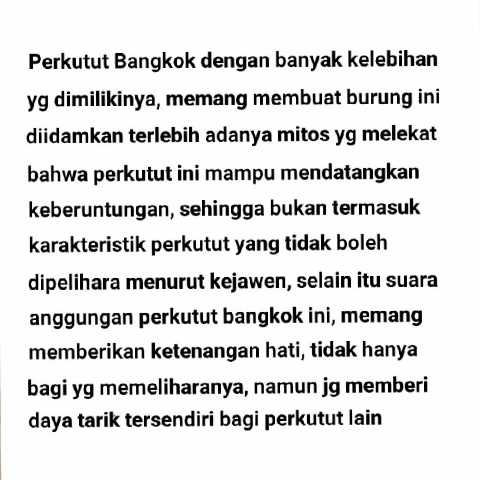 Perkutut Bangkok dengan banyak kelebihan
yg dimilikinya, memang membuat burung ini
diidamkan terlebih adanya mitos yg melekat
bahwa perkutut ini mampu mendatangkan
keberuntungan, sehingga bukan termasuk
karakteristik perkutut yang tidak boleh
dipelihara menurut kejawen, selain itu suara
anggungan perkutut bangkok ini, memang
memberikan ketenangan hati, tidak hanya
bagi yg memeliharanya, namun jg memberi
daya tarik tersendiri bagi perkutut lain